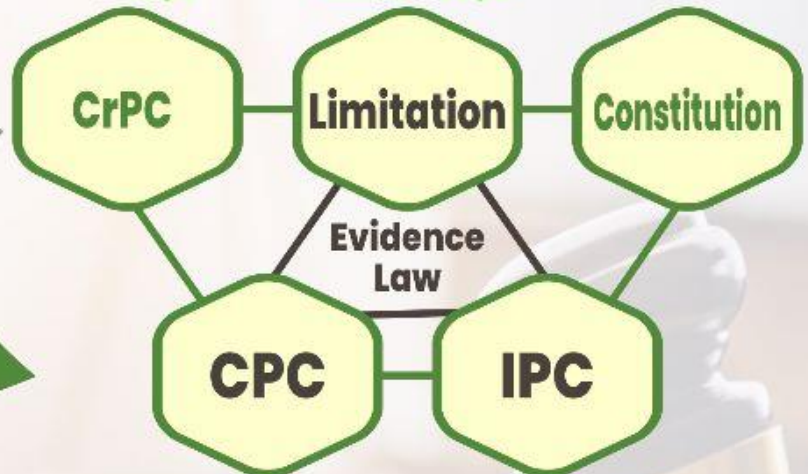 CrPC
Limitation
Constitution
Evidence
Law
CPC
IPC